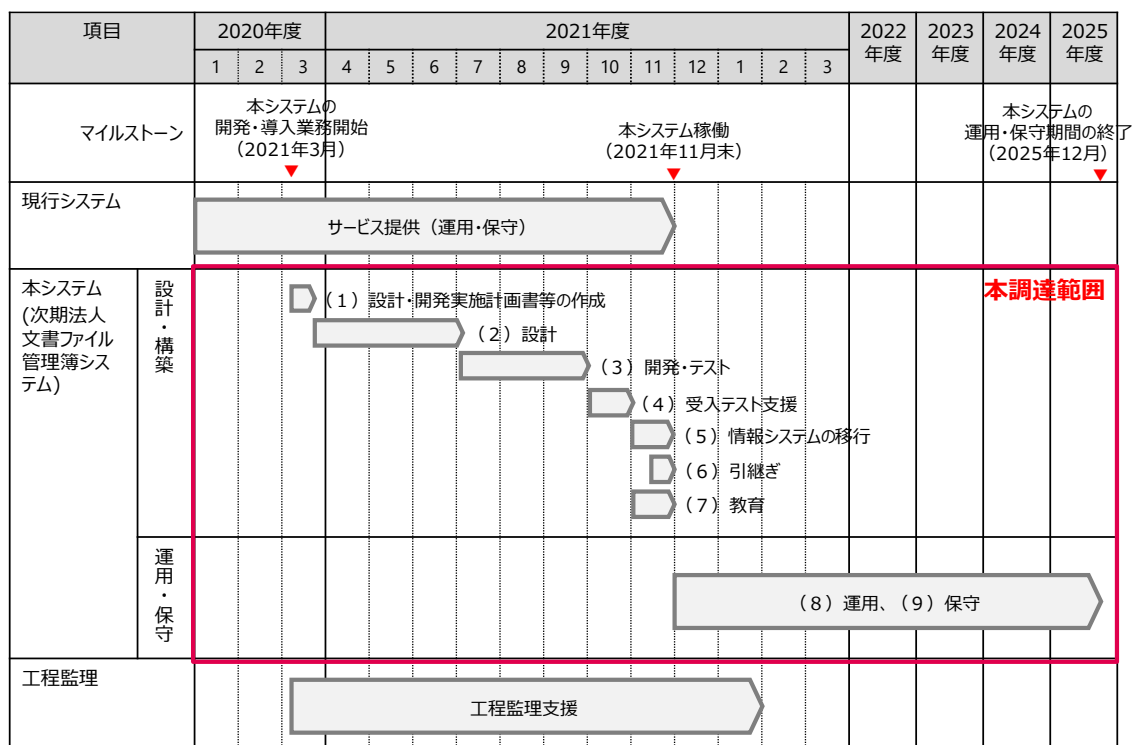 項目
2020年度
2021年度
2022
年度
2023
年度
2024
年度
2025
年度
1 2 3 4 5 6 7 8 9 10 11 12 1 2 3
マイルストーン
本システムの
開発・導入業務開始
(2021年3月)
本システム稼働
(2021年11月末)
本システムの
運用・保守期間の終了
(2025年12月)
現行システム
サービス提供(運用・保守)
本システム
(次期法人
文書ファイル
管理簿シス
テム)
設計・構築
本調達範囲
(1)設計・開発実施計画書等の作成
(2)設計
(3)開発・テスト
(4)受入テスト支援
(5)情報システムの移行
(6)引継ぎ
(7)教育
運用・保守
(8)運用、(9)保守
工程監理
工程監理支援